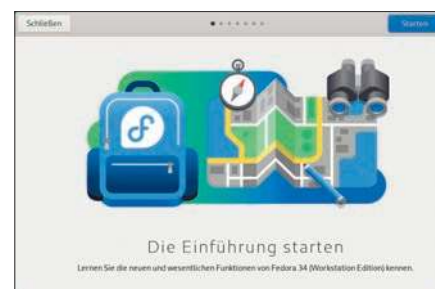 Schließen
Starten
Die Einführung starten
Lernen Sie die neuen und wesentlichen Funktionen von Fedora 34 (Workstation Edition) kennen.